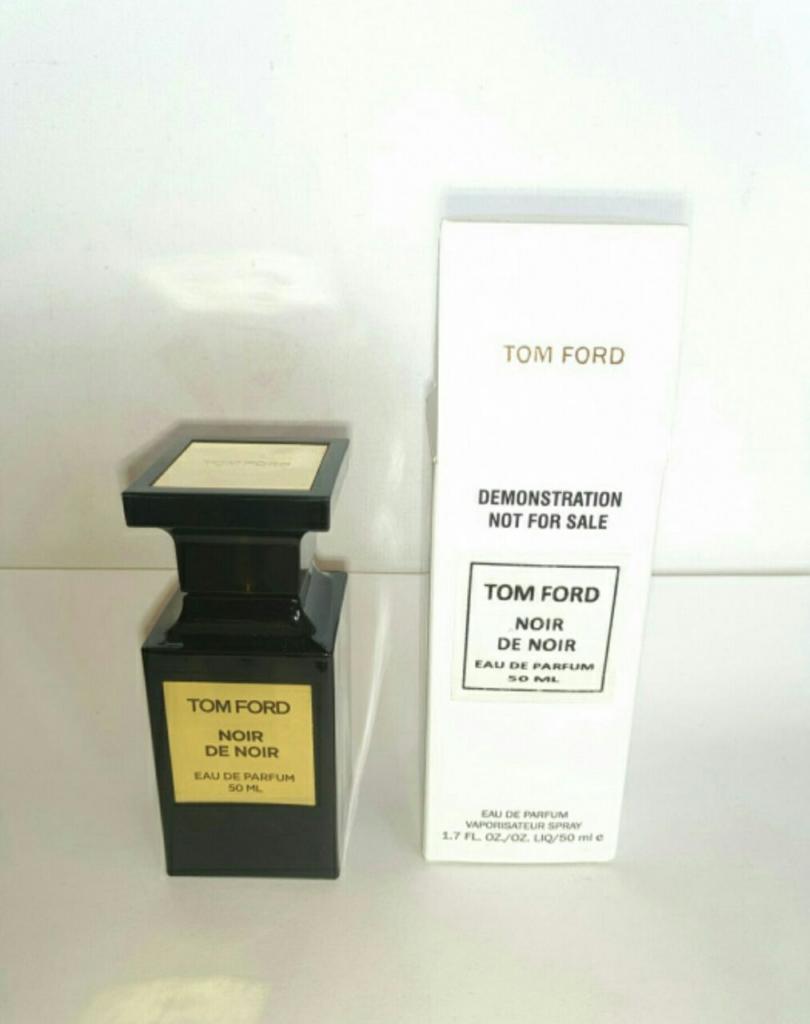 TOM FORD
TOM FORD
NOIR
DE NOIR
EAU DE PARFUM
50 ML
TOM FORD
DEMONSTRATION
NOT FOR SALE
TOM FORD
NOIR
DE NOIR
EAU DE PARFUM
50 ML
EAU DE PARFUM
VAPORISATEUR SPRAY
1.7 FL. OZ./OZ. LIQ/50 ml e